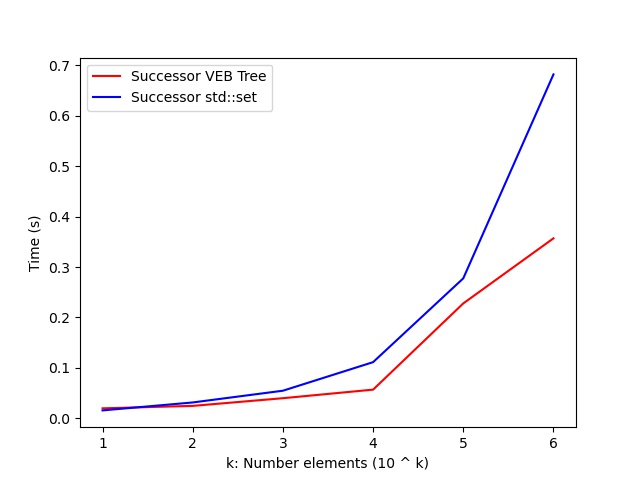 Successor VEB Tree
Successor std::set
0.7
0.6
0.5
0.4
0.3
0.2
0.1
0.0
Time (s)
1 2 3 4 5 6
k: Number elements (10 ^ k)